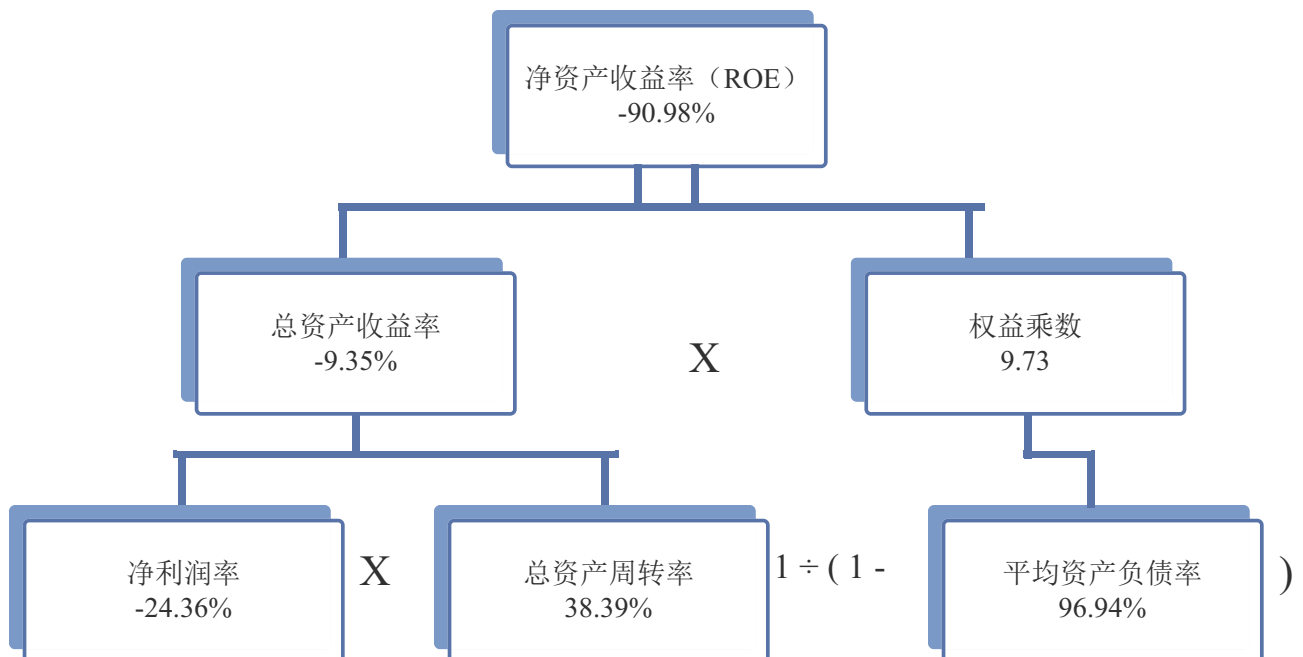 净资产收益率（ROE）
-90.98%
总资产收益率
-9.35%
X
权益乘数
9.73
净利润率
-24.36%
X
总资产周转率
38.39%
1 ÷ ( 1 -
平均资产负债率
96.94%
)